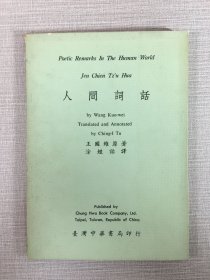 Poetic Remarks In The Human World
Jen Chien Tz'u Hua
人間詞話
by Wang Kuo-wei
Translated and Annotated
by Ching-I Tu
王國維原著
涂經詒譯
Published by
Chung Hwa Book Company, Ltd.
Taipei, Taiwan, Republic of China
臺灣中華書局印行